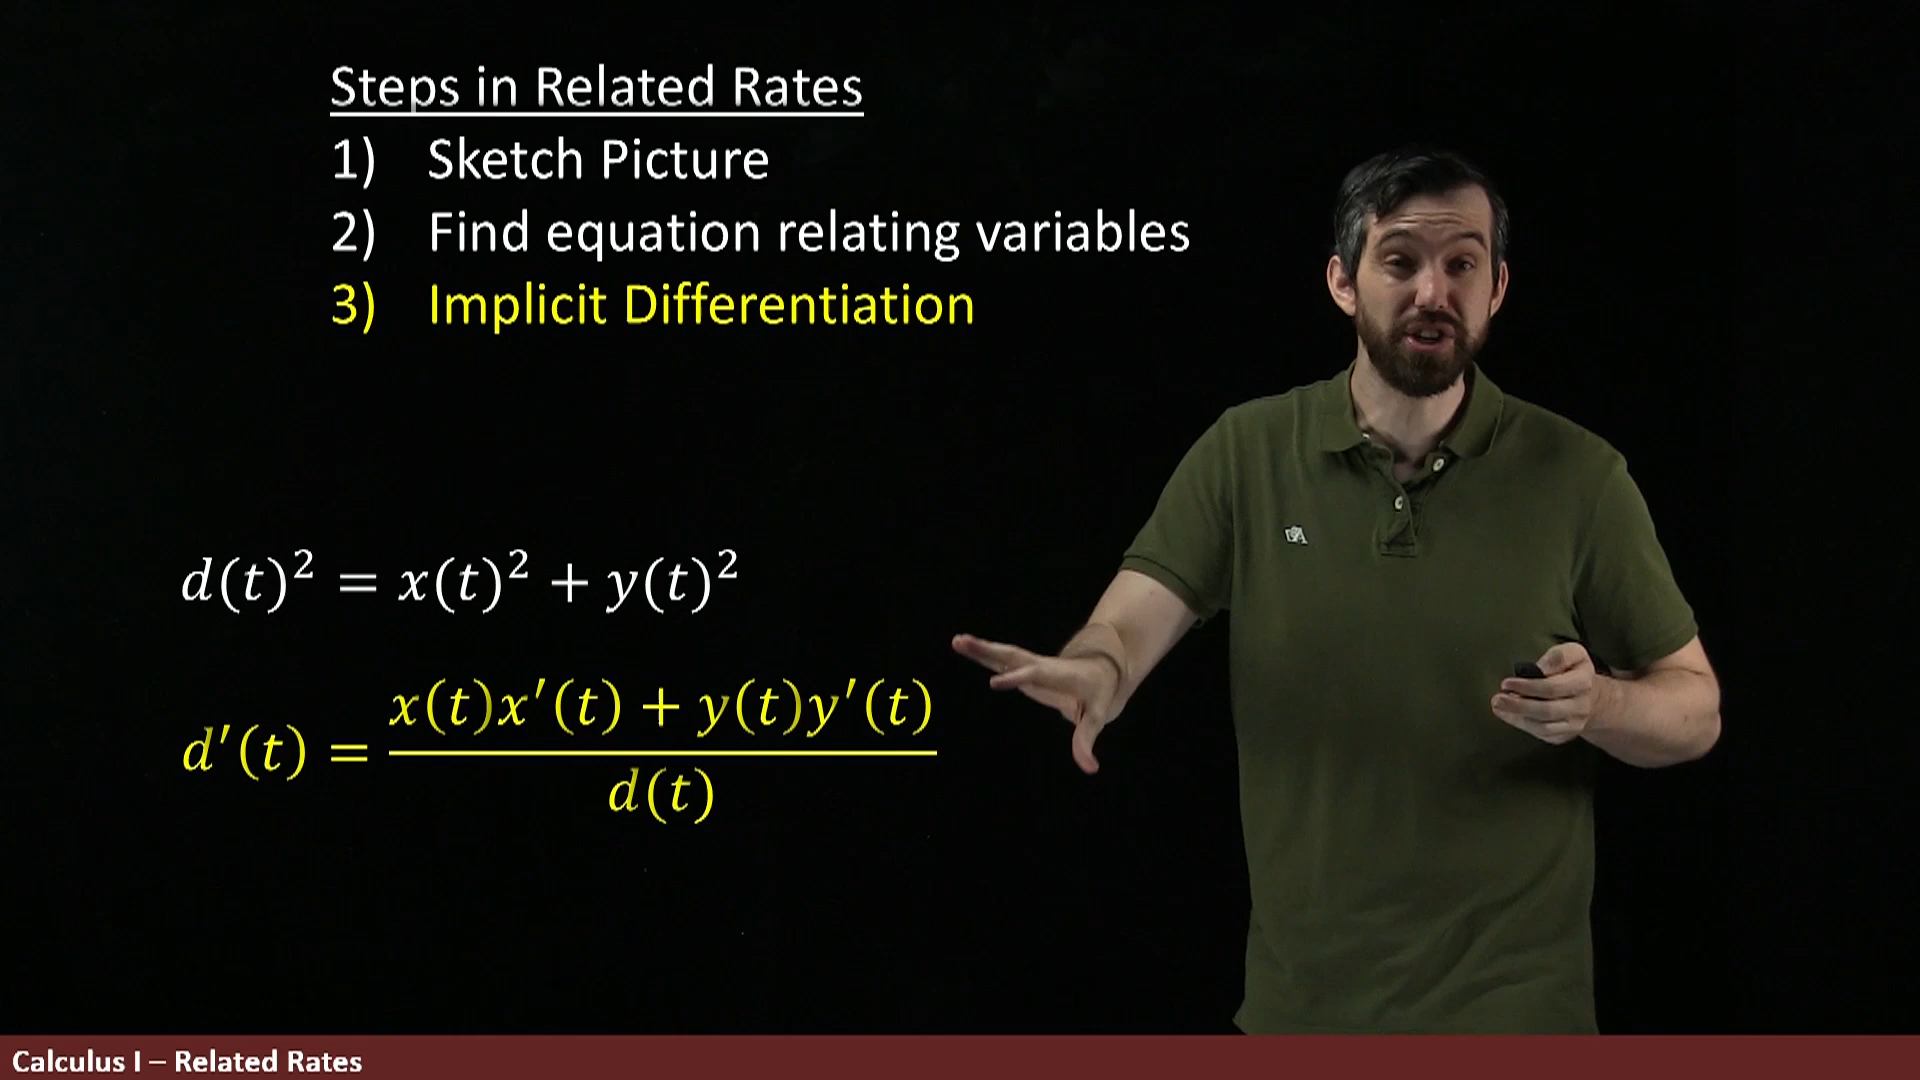 Steps in Related Rates
1) Sketch Picture
2) Find equation relating variables
3) Implicit Differentiation
d(t)² = x(t)² + y(t)²
d′(t) = \frac{x(t)x′(t) + y(t)y′(t)}{d(t)}
Calculus I – Related Rates